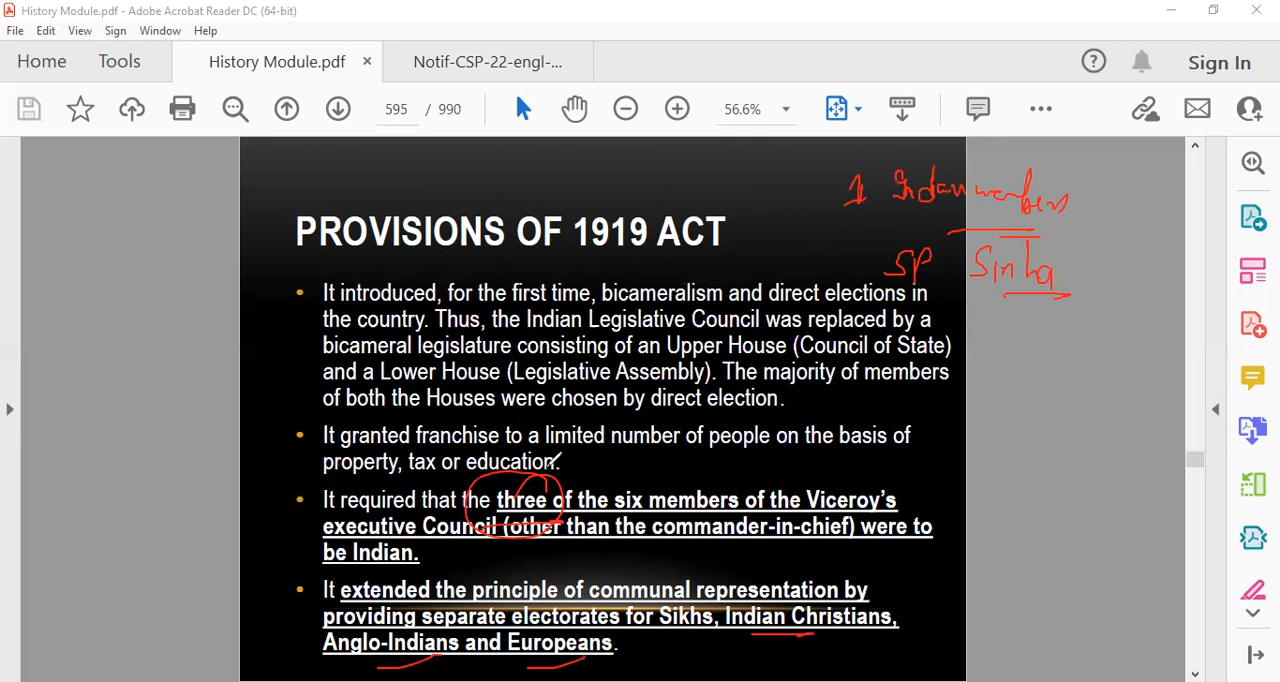 History Module.pdf - Adobe Acrobat Reader DC (64-bit)
File Edit View Sign Window Help
Home Tools History Module.pdf × Notif-CSP-22-engl-... Sign In
595 / 990 56.6%
1 Indian members
SP Sinha
PROVISIONS OF 1919 ACT
• It introduced, for the first time, bicameralism and direct elections in
the country. Thus, the Indian Legislative Council was replaced by a
bicameral legislature consisting of an Upper House (Council of State)
and a Lower House (Legislative Assembly). The majority of members
of both the Houses were chosen by direct election.
• It granted franchise to a limited number of people on the basis of
property, tax or education.
• It required that the three of the six members of the Viceroy's
executive Council (other than the commander-in-chief) were to
be Indian.
• It extended the principle of communal representation by
providing separate electorates for Sikhs, Indian Christians,
Anglo-Indians and Europeans.